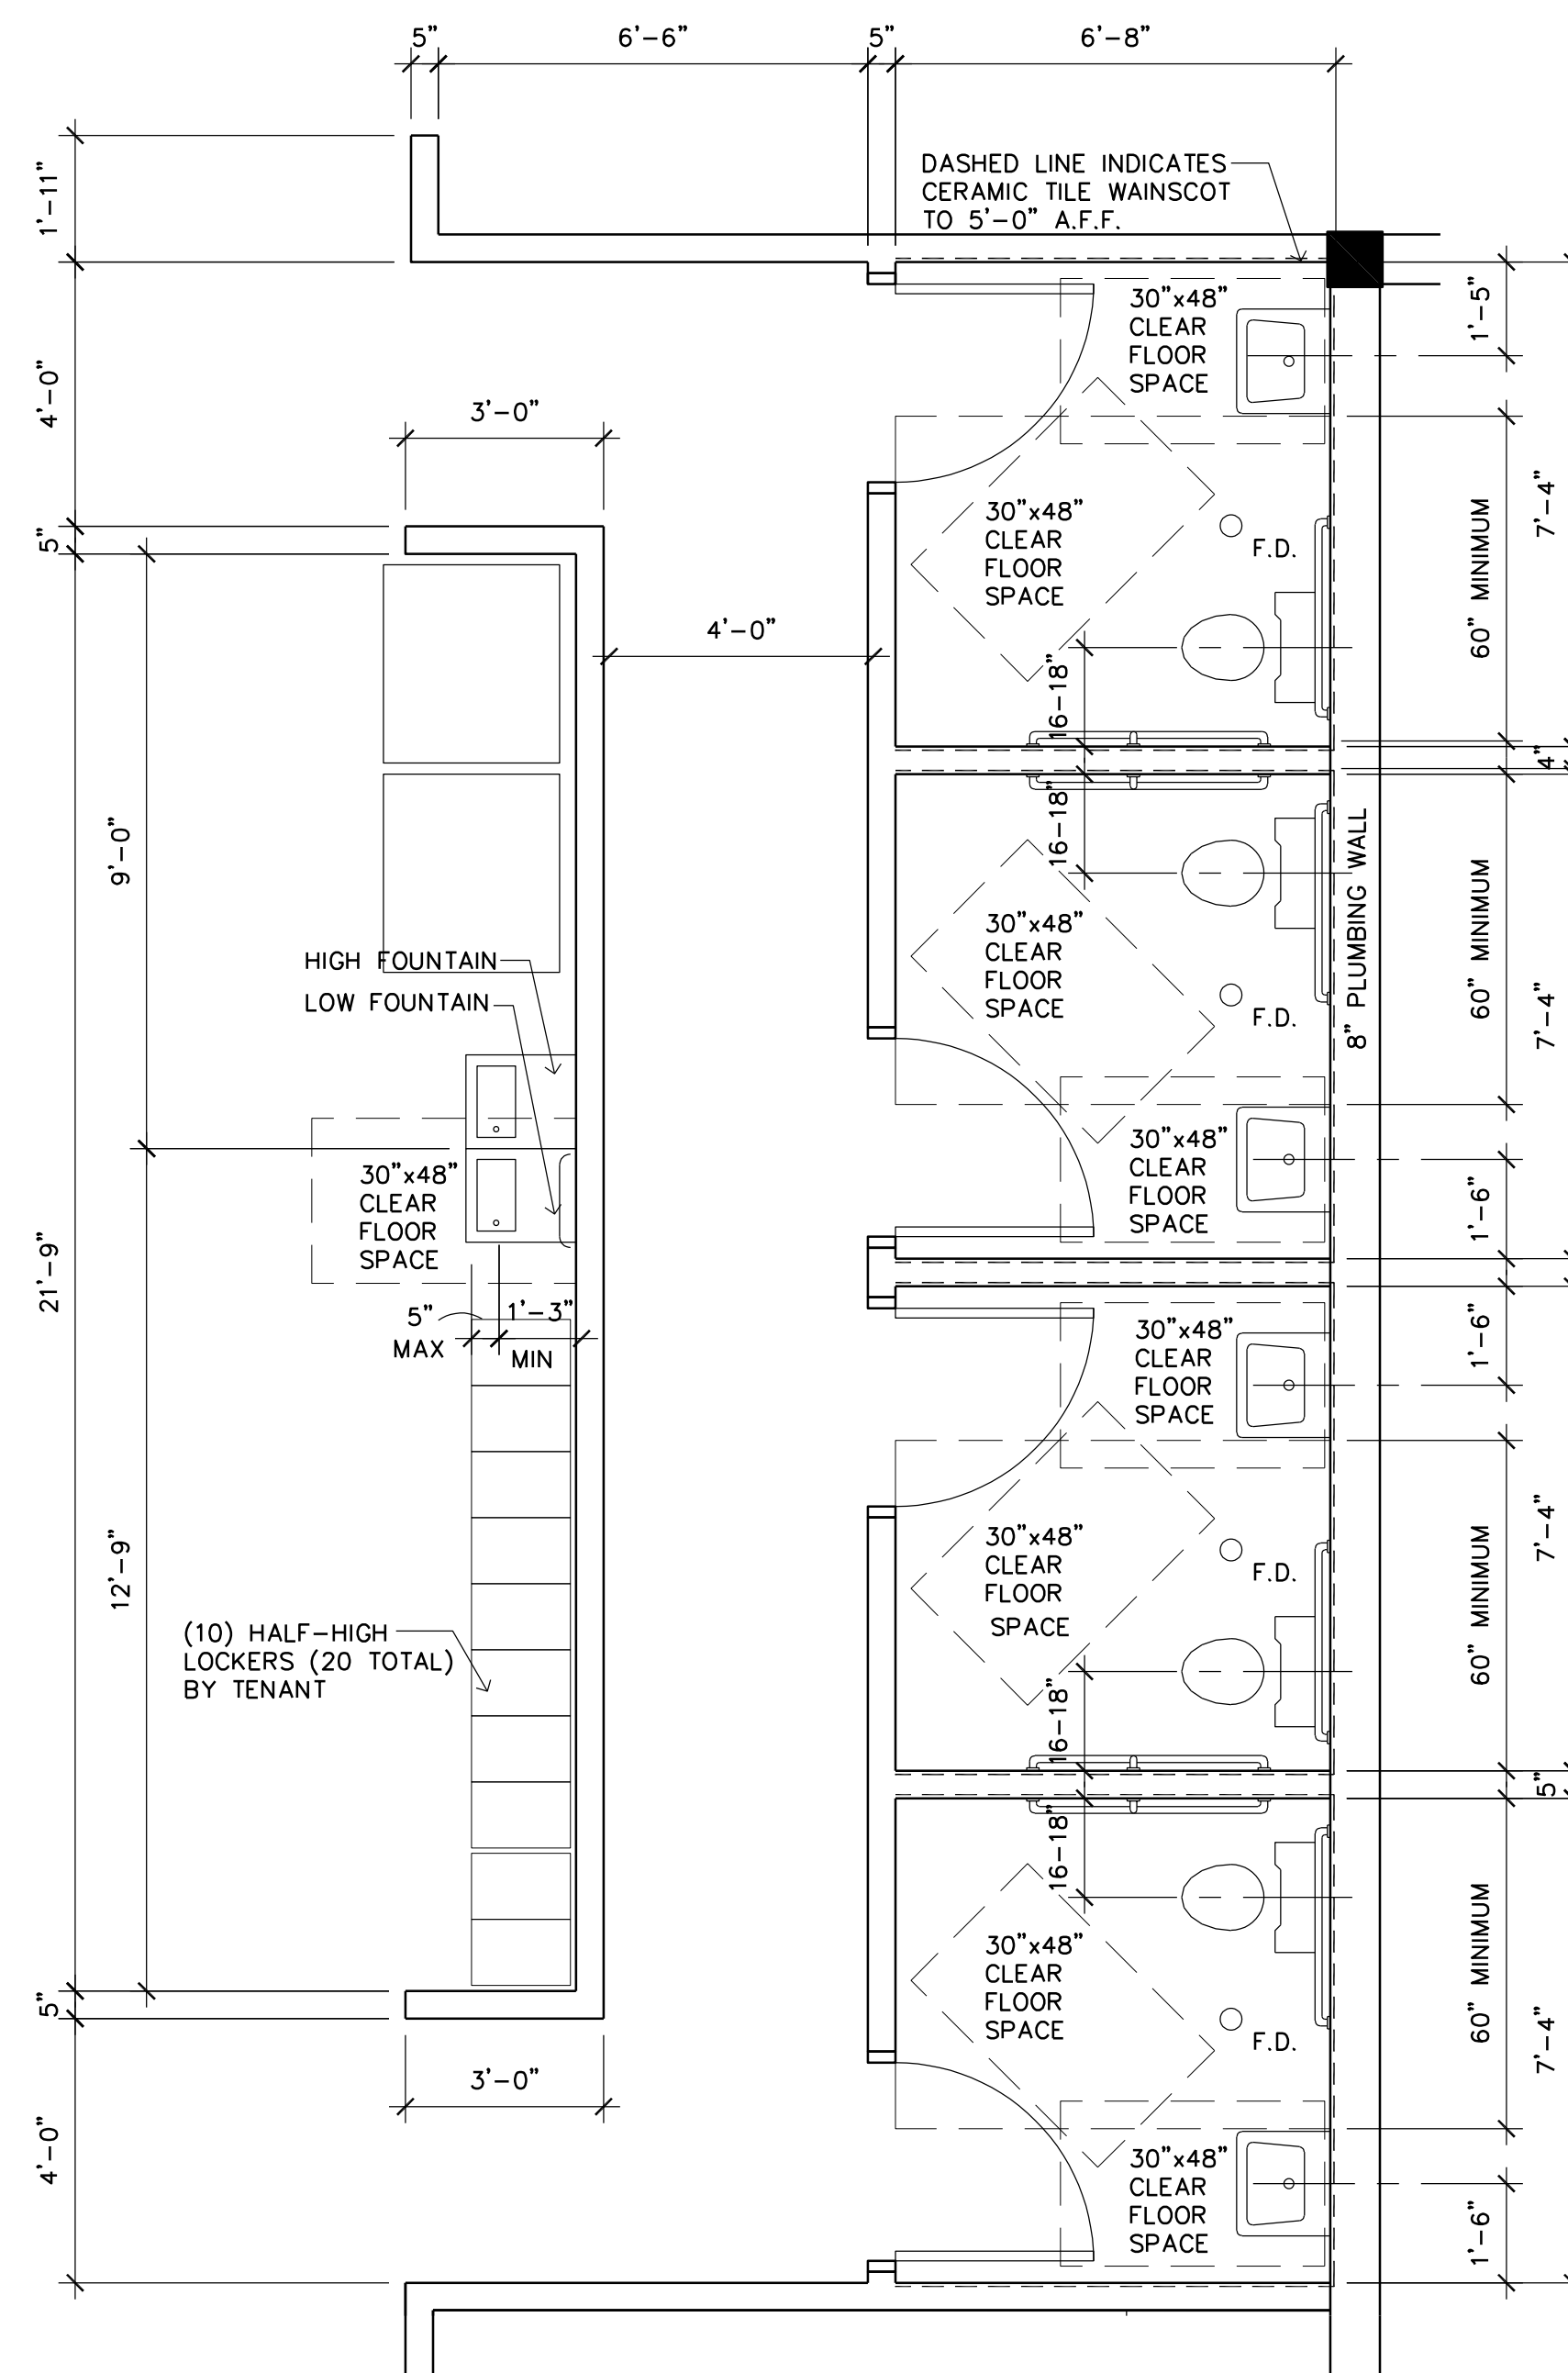 5"
6'-6"
5"
6'-8"
1'-11"
DASHED LINE INDICATES
CERAMIC TILE WAINSCOT
TO 5'-0" A.F.F.
4'-0"
3'-0"
30"x48"
CLEAR
FLOOR
SPACE
1'-5"
5"
30"x48"
CLEAR
FLOOR
SPACE
F.D.
60" MINIMUM
7'-4"
4'-0"
16-18"
4"
9'-0"
16-18"
8" PLUMBING WALL
HIGH FOUNTAIN
LOW FOUNTAIN
30"x48"
CLEAR
FLOOR
SPACE
F.D.
60" MINIMUM
7'-4"
30"x48"
CLEAR
FLOOR
SPACE
30"x48"
CLEAR
FLOOR
SPACE
1'-6"
21'-9"
5"
MAX
1'-3"
MIN
30"x48"
CLEAR
FLOOR
SPACE
1'-6"
12'-9"
30"x48"
CLEAR
FLOOR
SPACE
F.D.
60" MINIMUM
7'-4"
(10) HALF-HIGH
LOCKERS (20 TOTAL)
BY TENANT
16-18"
5"
16-18"
30"x48"
CLEAR
FLOOR
SPACE
F.D.
60" MINIMUM
7'-4"
5"
3'-0"
4'-0"
30"x48"
CLEAR
FLOOR
SPACE
1'-6"